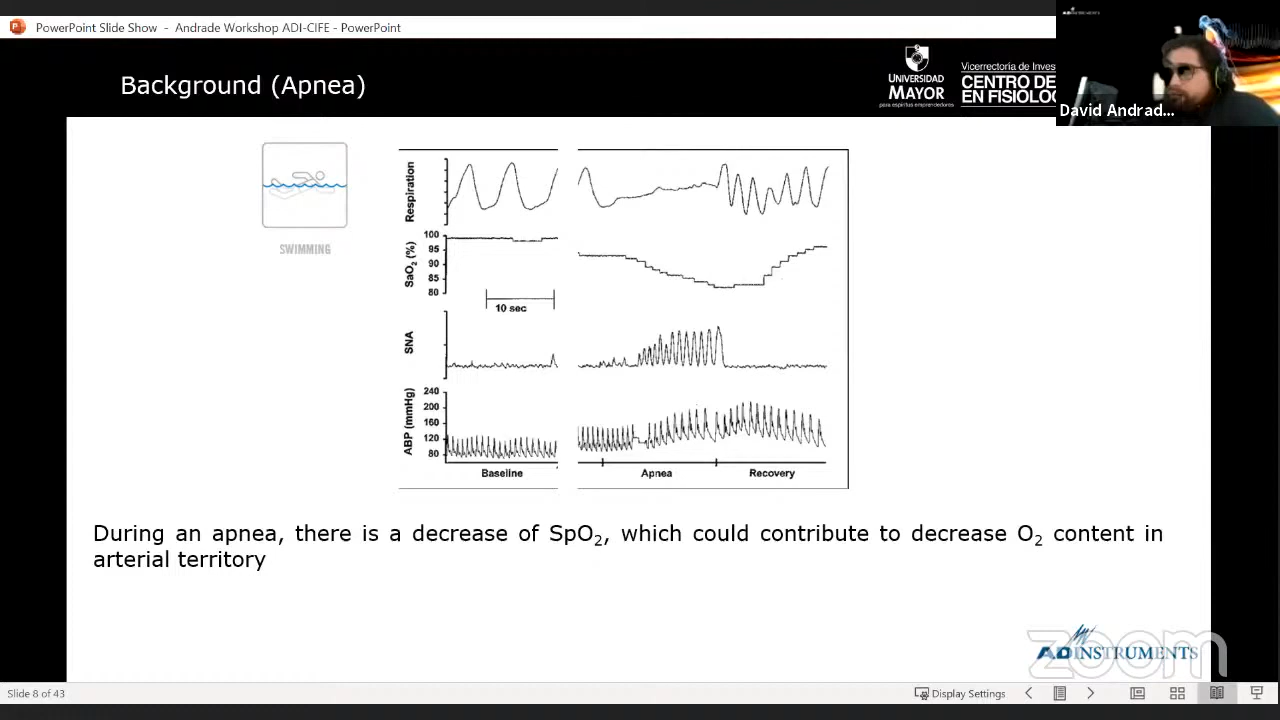 PowerPoint Slide Show - Andrade Workshop ADI-CIFE - PowerPoint
Background (Apnea)
UNIVERSIDAD
MAYOR
para espíritus emprendedores
Vicerrectoría de Inves
CENTRO DE
EN FISIOLO
David Andrad...
SWIMMING
Respiration
SaO2 (%)
100
95
90
85
80
10 sec
SNA
ABP (mmHg)
240
200
160
120
80
Baseline
Apnea
Recovery
During an apnea, there is a decrease of SpO2, which could contribute to decrease O2 content in
arterial territory
zoom
ADINSTRUMENTS
Slide 8 of 43
Display Settings